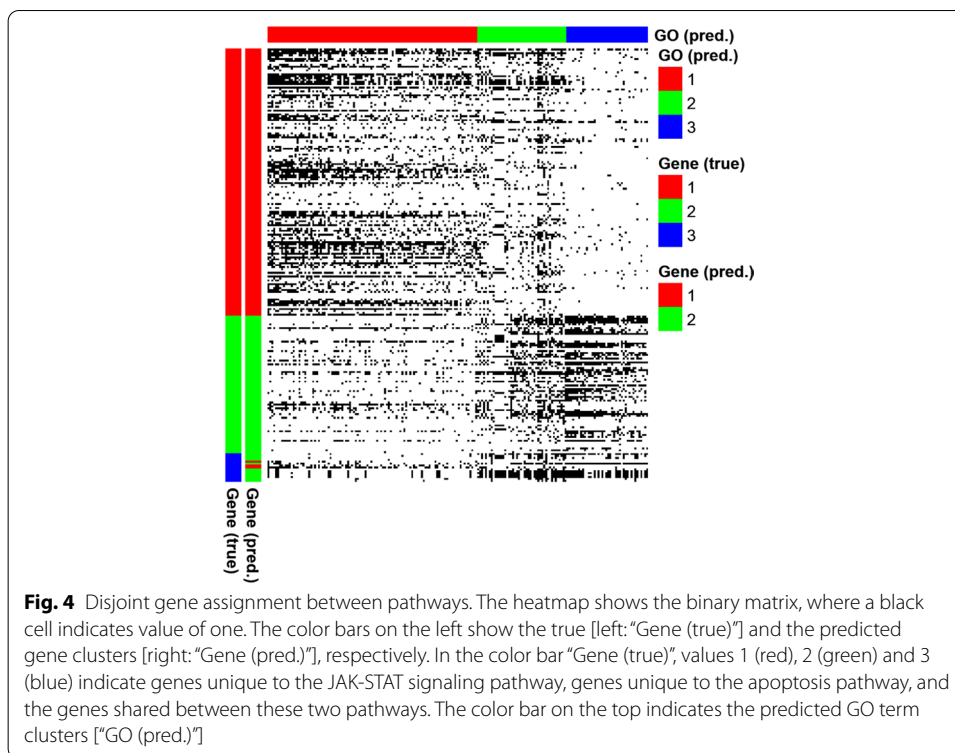 GO (pred.)
GO (pred.)
1
2
3
Gene (true)
1
2
3
Gene (pred.)
1
2
Gene (true)
Gene (pred.)
Fig. 4 Disjoint gene assignment between pathways. The heatmap shows the binary matrix, where a black
cell indicates value of one. The color bars on the left show the true [left: “Gene (true)”] and the predicted
gene clusters [right: “Gene (pred.)”], respectively. In the color bar “Gene (true)”, values 1 (red), 2 (green) and 3
(blue) indicate genes unique to the JAK-STAT signaling pathway, genes unique to the apoptosis pathway, and
the genes shared between these two pathways. The color bar on the top indicates the predicted GO term
clusters [“GO (pred.)”]